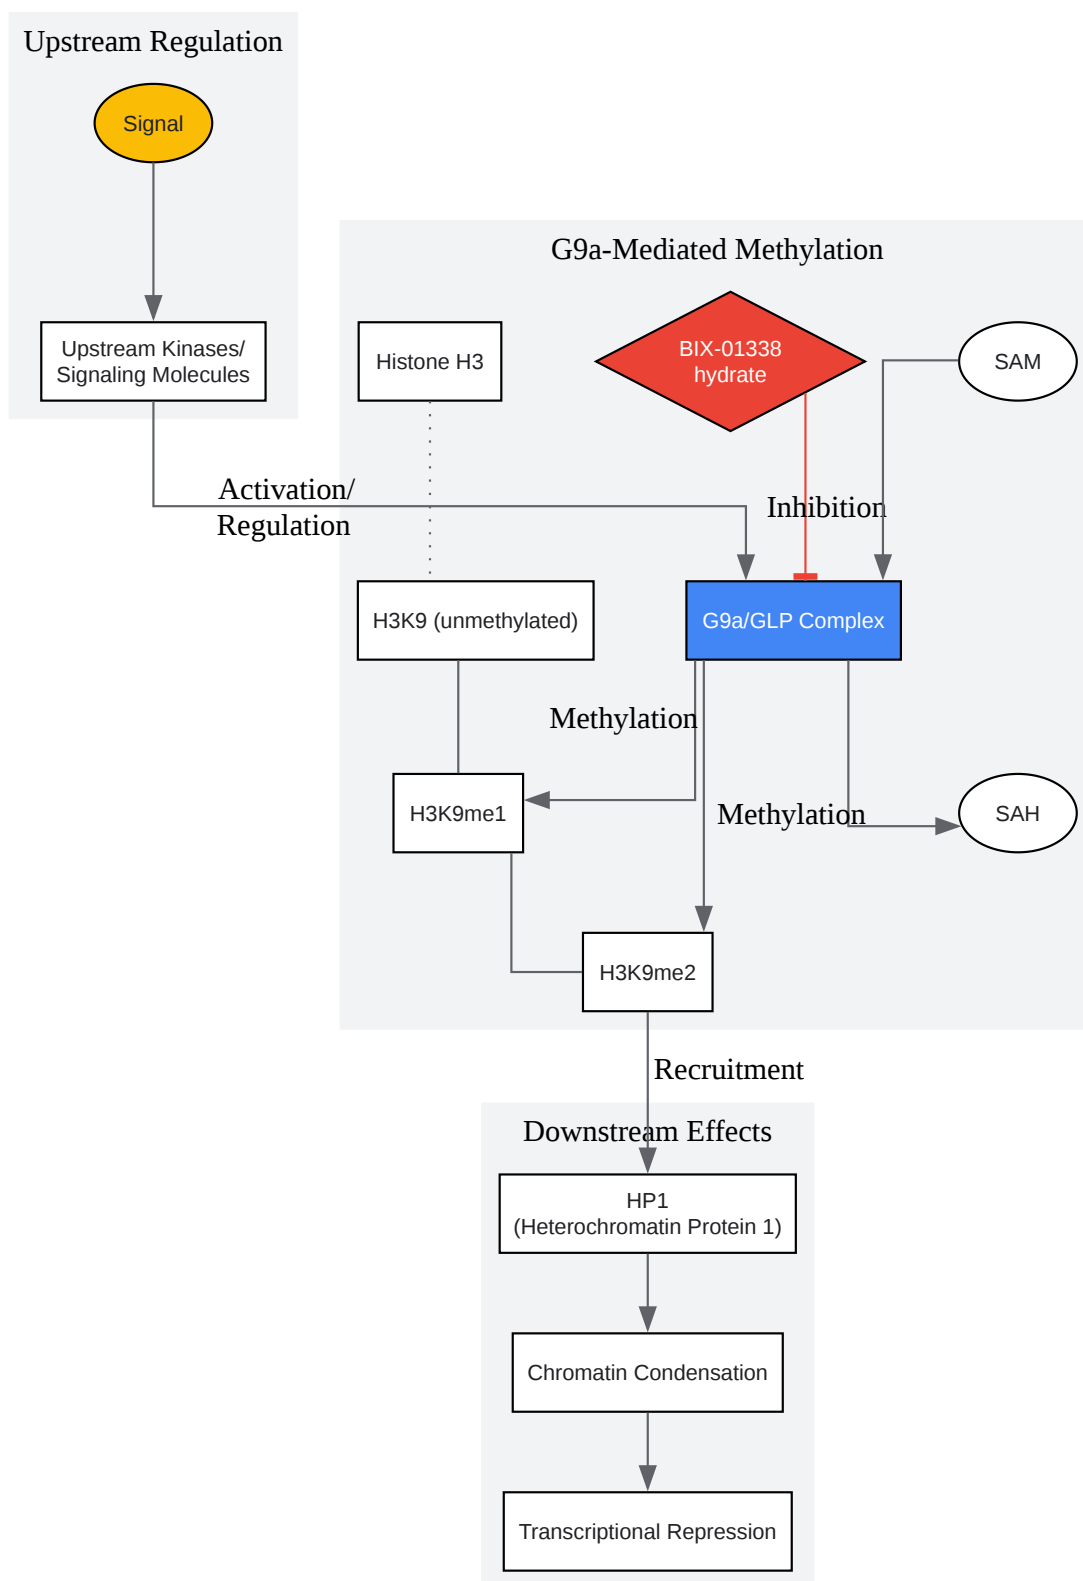 Upstream Regulation
Signal
Upstream Kinases/
Signaling Molecules
G9a-Mediated Methylation
Histone H3
BIX-01338
hydrate
SAM
Activation/
Regulation
Inhibition
H3K9 (unmethylated)
G9a/GLP Complex
Methylation
H3K9me1
Methylation
SAH
H3K9me2
Recruitment
Downstream Effects
HP1
(Heterochromatin Protein 1)
Chromatin Condensation
Transcriptional Repression